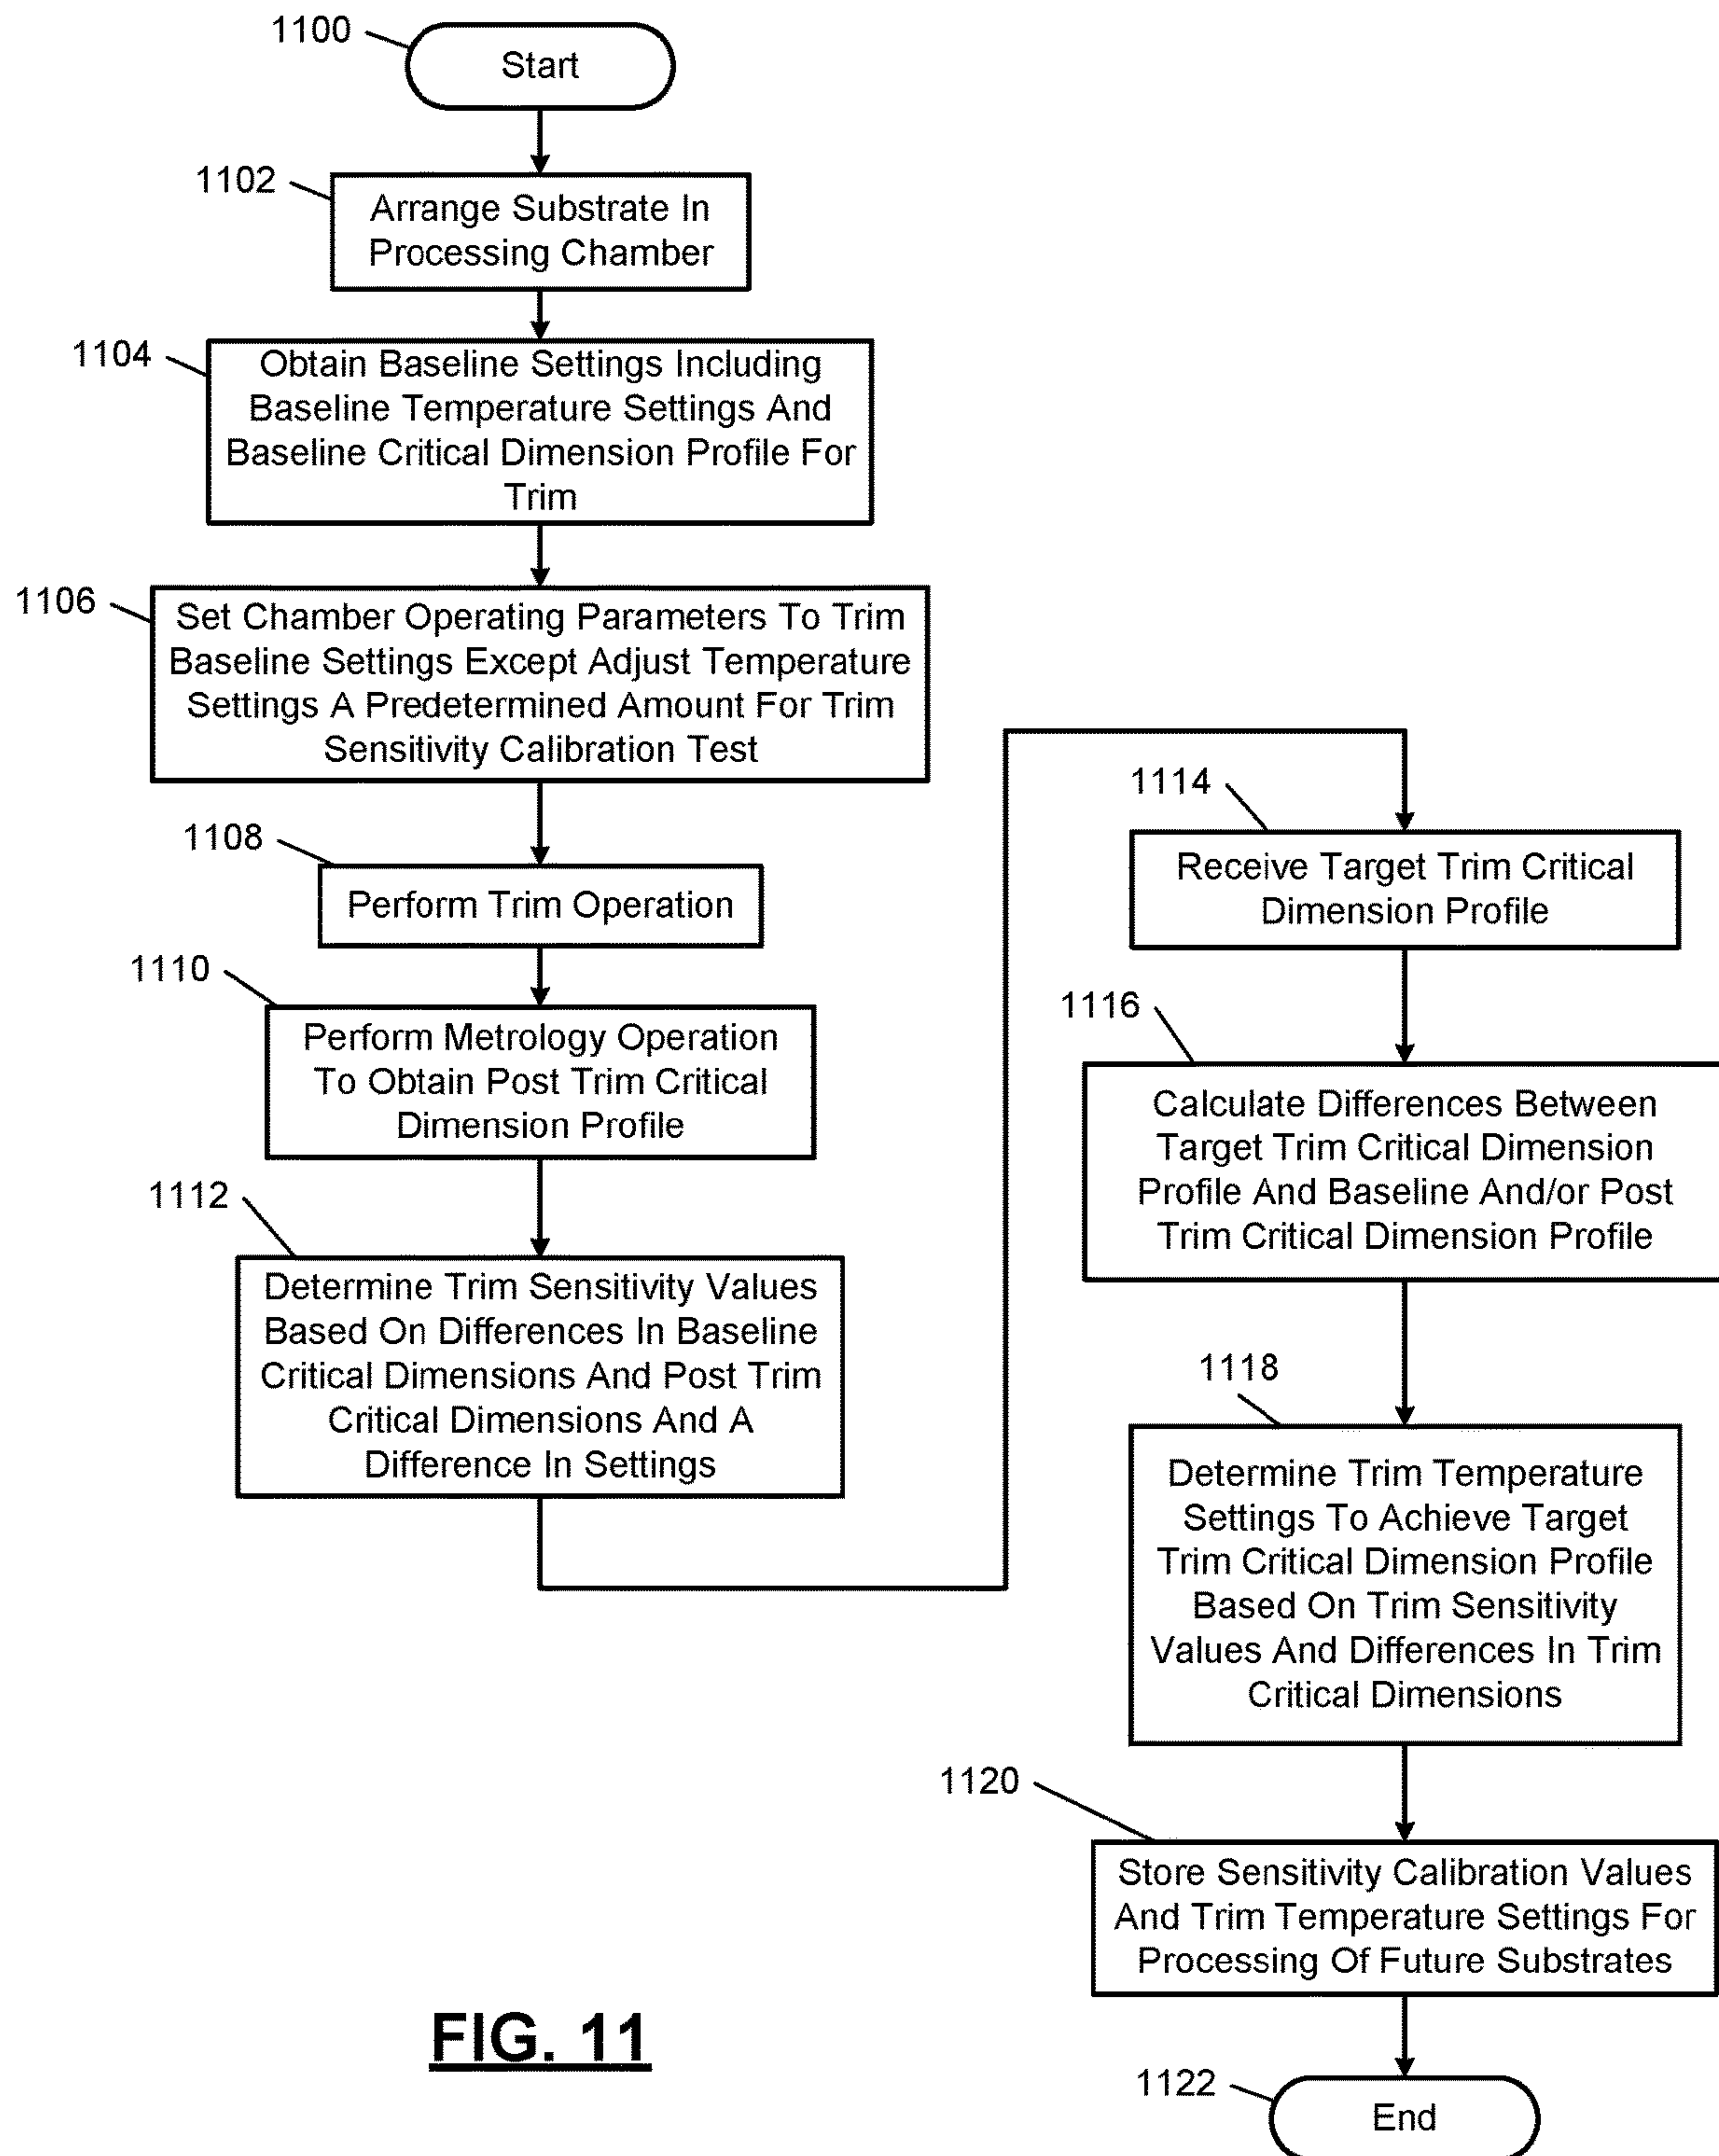 1100
Start
1102
Arrange Substrate In
Processing Chamber
1104
Obtain Baseline Settings Including
Baseline Temperature Settings And
Baseline Critical Dimension Profile For
Trim
1106
Set Chamber Operating Parameters To Trim
Baseline Settings Except Adjust Temperature
Settings A Predetermined Amount For Trim
Sensitivity Calibration Test
1108
Perform Trim Operation
1110
Perform Metrology Operation
To Obtain Post Trim Critical
Dimension Profile
1112
Determine Trim Sensitivity Values
Based On Differences In Baseline
Critical Dimensions And Post Trim
Critical Dimensions And A
Difference In Settings
1114
Receive Target Trim Critical
Dimension Profile
1116
Calculate Differences Between
Target Trim Critical Dimension
Profile And Baseline And/or Post
Trim Critical Dimension Profile
1118
Determine Trim Temperature
Settings To Achieve Target
Trim Critical Dimension Profile
Based On Trim Sensitivity
Values And Differences In Trim
Critical Dimensions
1120
Store Sensitivity Calibration Values
And Trim Temperature Settings For
Processing Of Future Substrates
1122
End
FIG. 11